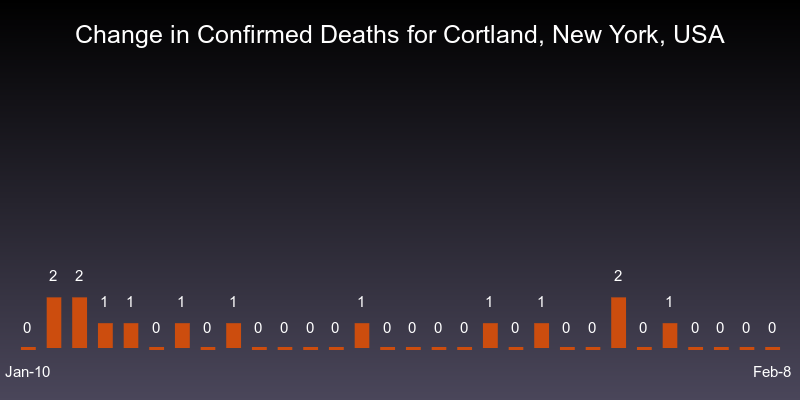 Change in Confirmed Deaths for Cortland, New York, USA
0 2 2 1 1 0 1 0 1 0 0 0 0 1 0 0 0 0 1 0 1 0 0 2 0 1 0 0 0 0
Jan-10 Feb-8